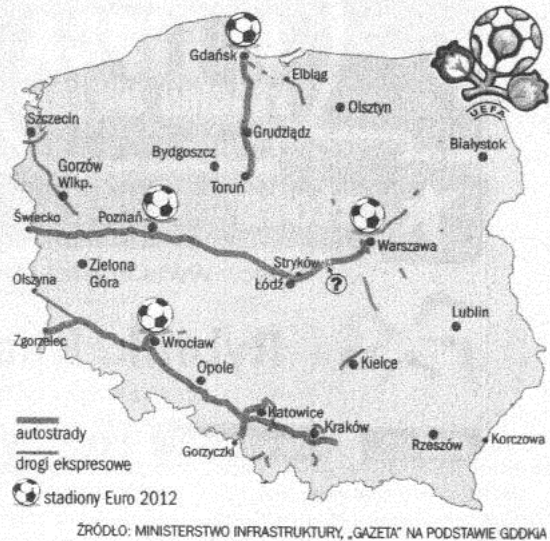 Gdańsk
Elbląg
Olsztyn
UEFA
Szczecin
Grudziądz
Bydgoszcz
Białystok
Gorzów
Wlkp.
Toruń
Świecko
Poznań
Warszawa
Stryków
?
Łódź
Zielona
Góra
Olszyna
Zgorzelec
Wrocław
Lublin
Opole
Kielce
Katowice
Kraków
Gorzyczki
Rzeszów
Korczowa
autostrady
drogi ekspresowe
stadiony Euro 2012
ŹRÓDŁO: MINISTERSTWO INFRASTRUKTURY, „GAZETA” NA PODSTAWIE GDDKiA